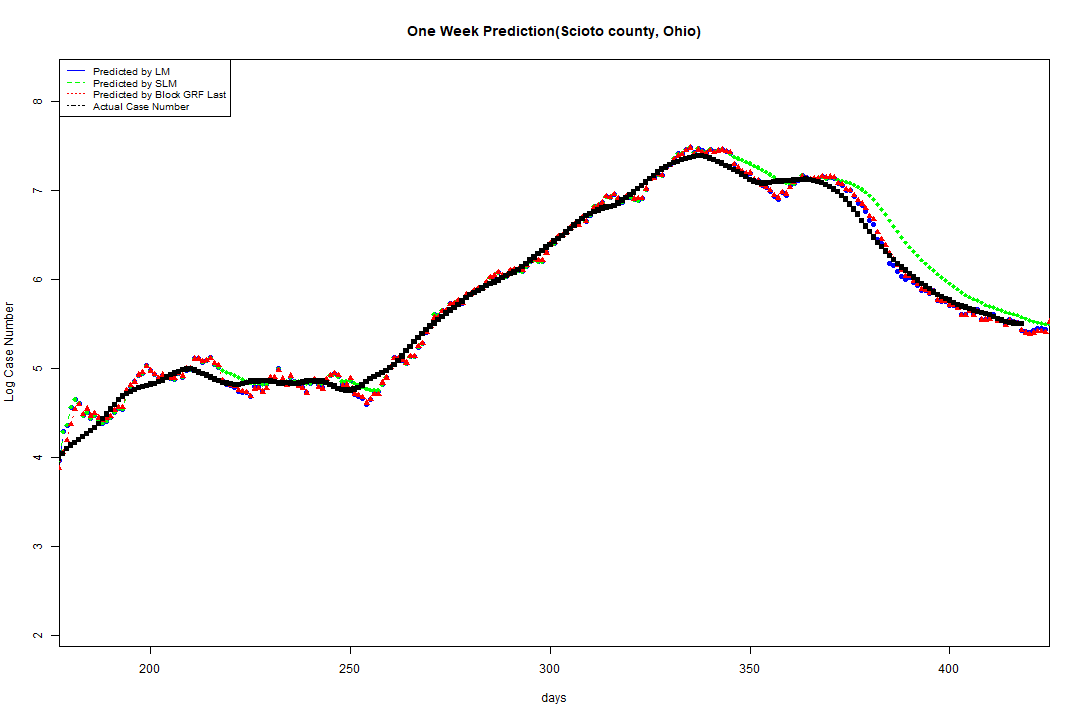 One Week Prediction(Scioto county, Ohio)
Predicted by LM
Predicted by SLM
Predicted by Block GRF Last
Actual Case Number
8
7
6
5
4
3
2
Log Case Number
200 250 300 350 400
days